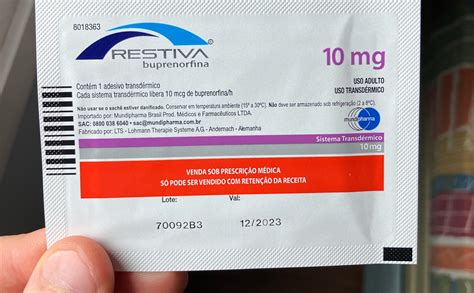 8018363
RESTIVA
buprenorfina
10 mg
Contém 1 adesivo transdérmico
Cada sistema transdérmico libera 10 mcg de buprenorfina/h
USO ADULTO
USO TRANSDÉRMICO
Não usar se o sachê estiver danificado. Conservar em temperatura ambiente (15º a 30ºC). Não deve ser armazenado sob refrigeração (2 a 8ºC).
Importado por: Mundipharma Brasil Prod. Médicos e Farmacêuticos LTDA.
SAC: 0800 038 6040 • sac@mundipharma.com.br
Fabricado por: LTS - Lohmann Therapie Systeme A.G. - Andernach - Alemanha
mundipharma
Sistema Transdérmico
10 mg
VENDA SOB PRESCRIÇÃO MÉDICA
SÓ PODE SER VENDIDO COM RETENÇÃO DA RECEITA
Lote: Val:
70092B3 12/2023